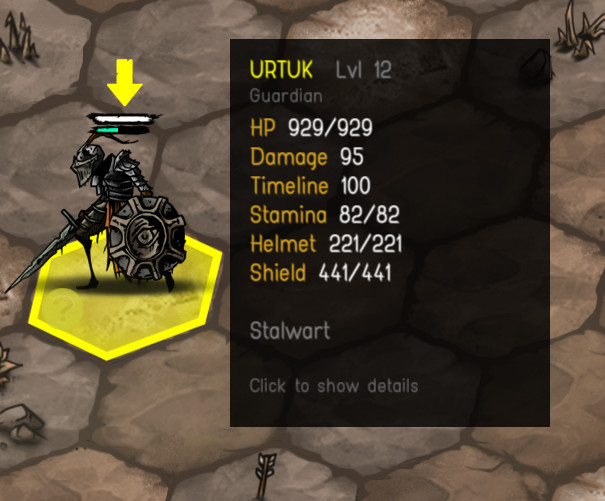 URTUK Lvl 12
Guardian
HP 929/929
Damage 95
Timeline 100
Stamina 82/82
Helmet 221/221
Shield 441/441
Stalwart
Click to show details
?